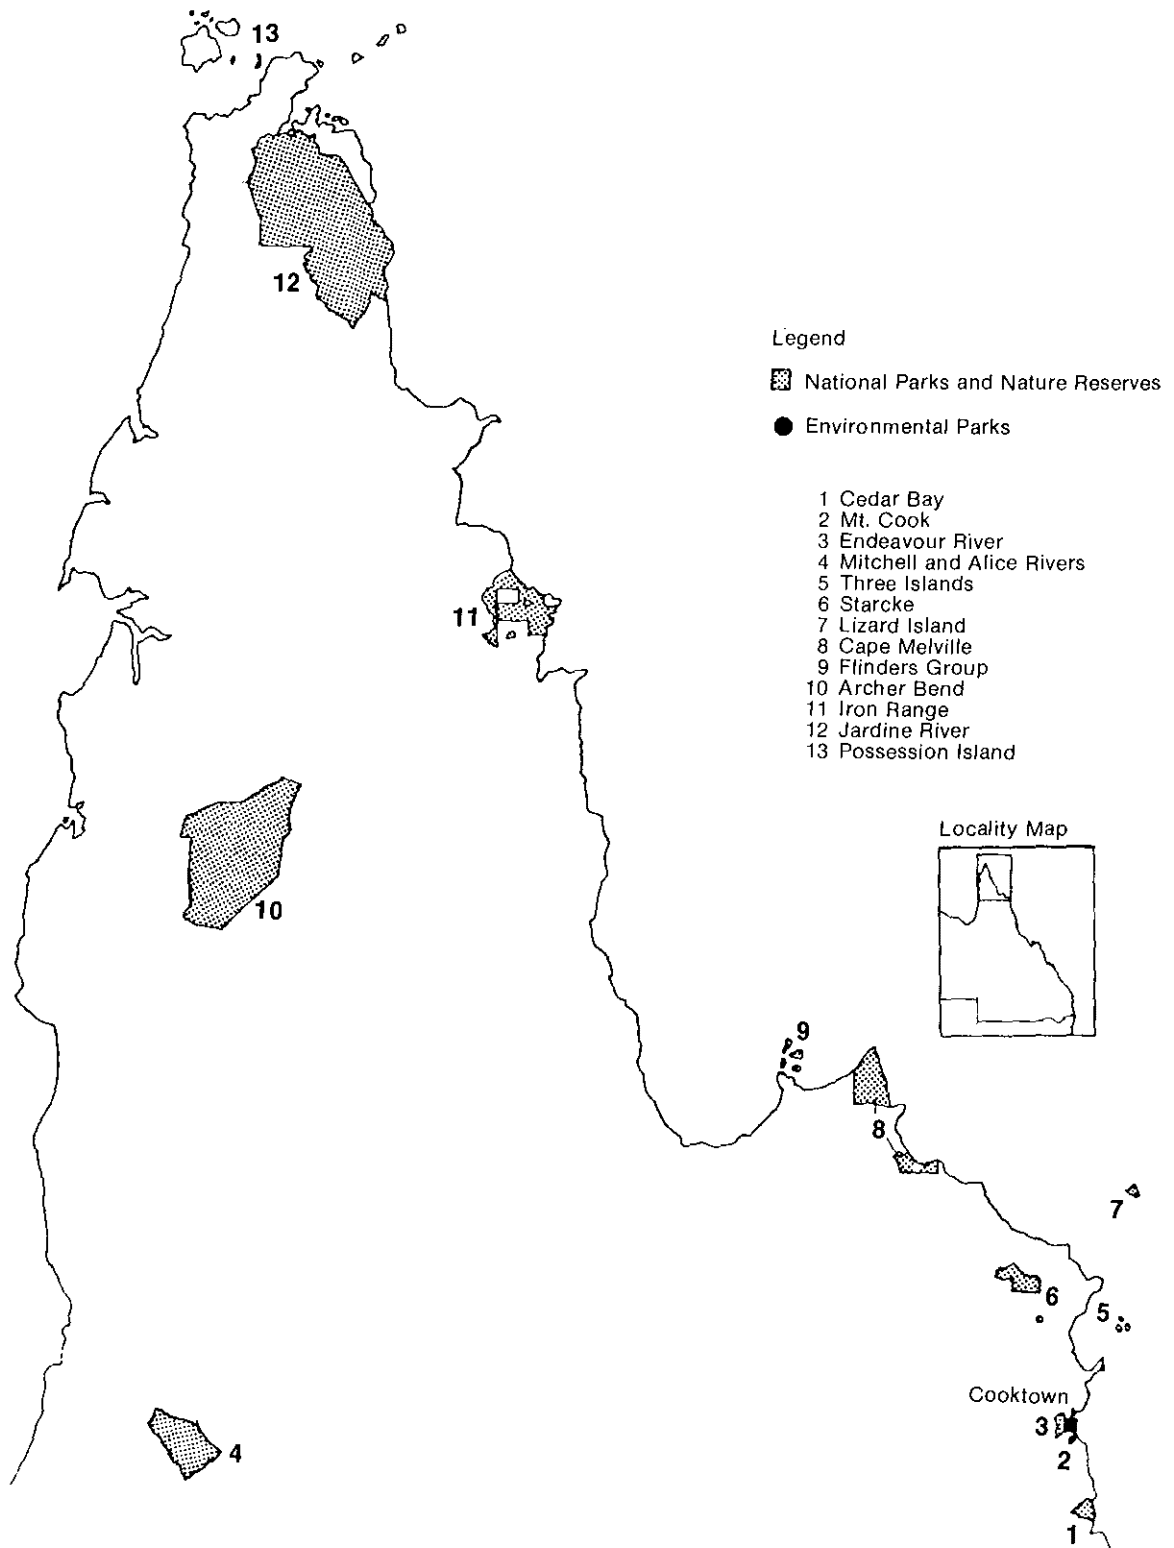 13
12
Legend
National Parks and Nature Reserves
Environmental Parks
1 Cedar Bay
2 Mt. Cook
3 Endeavour River
4 Mitchell and Alice Rivers
5 Three Islands
6 Starcke
7 Lizard Island
8 Cape Melville
9 Flinders Group
10 Archer Bend
11 Iron Range
12 Jardine River
13 Possession Island
11
Locality Map
10
9
8
7
6
5
Cooktown
3
2
4
1